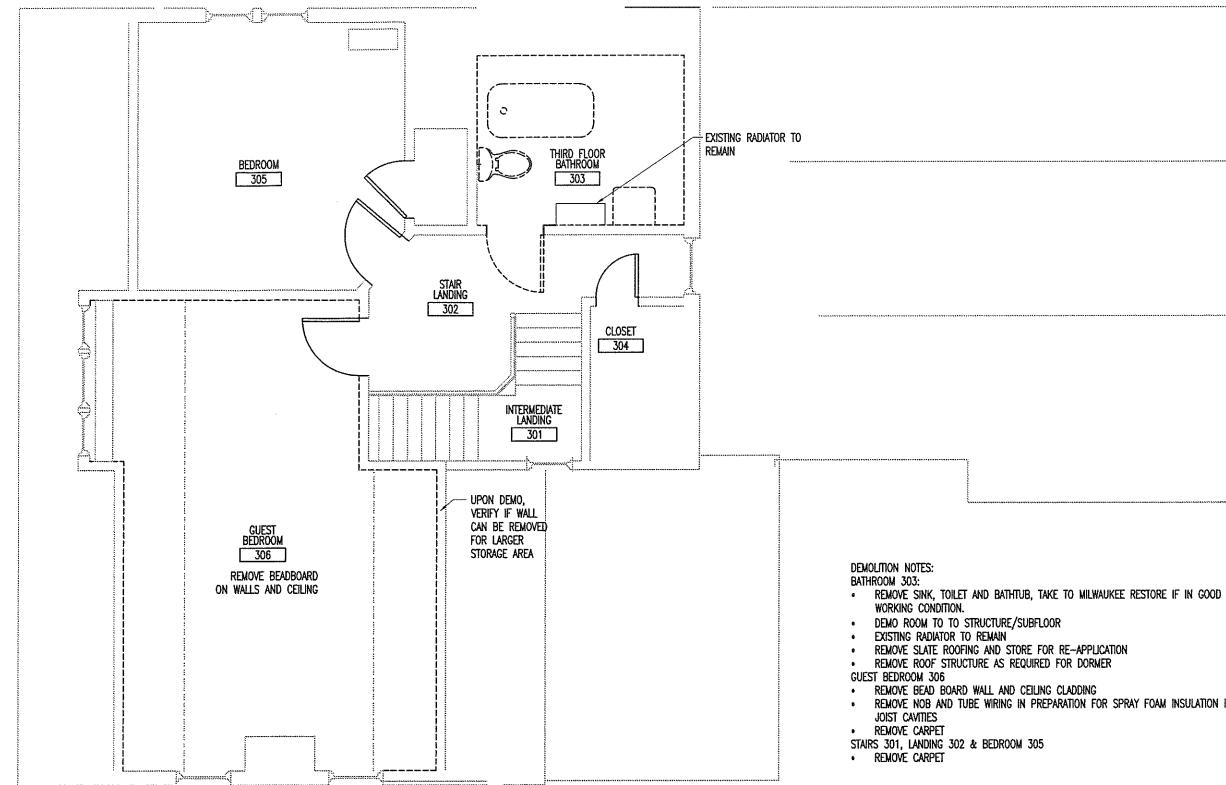 EXISTING RADIATOR TO
REMAIN
THIRD FLOOR
BATHROOM
303
BEDROOM
305
STAIR
LANDING
302
CLOSET
304
INTERMEDIATE
LANDING
301
UPON DEMO,
VERIFY IF WALL
CAN BE REMOVED
FOR LARGER
STORAGE AREA
GUEST
BEDROOM
306
REMOVE BEADBOARD
ON WALLS AND CEILING
DEMOLITION NOTES:
BATHROOM 303:
• REMOVE SINK, TOILET AND BATHTUB, TAKE TO MILWAUKEE RESTORE IF IN GOOD
WORKING CONDITION.
• DEMO ROOM TO TO STRUCTURE/SUBFLOOR
• EXISTING RADIATOR TO REMAIN
• REMOVE SLATE ROOFING AND STORE FOR RE-APPLICATION
• REMOVE ROOF STRUCTURE AS REQUIRED FOR DORMER
GUEST BEDROOM 306
• REMOVE BEAD BOARD WALL AND CEILING CLADDING
• REMOVE NOB AND TUBE WIRING IN PREPARATION FOR SPRAY FOAM INSULATION
JOIST CAVITIES
• REMOVE CARPET
STAIRS 301, LANDING 302 & BEDROOM 305
• REMOVE CARPET